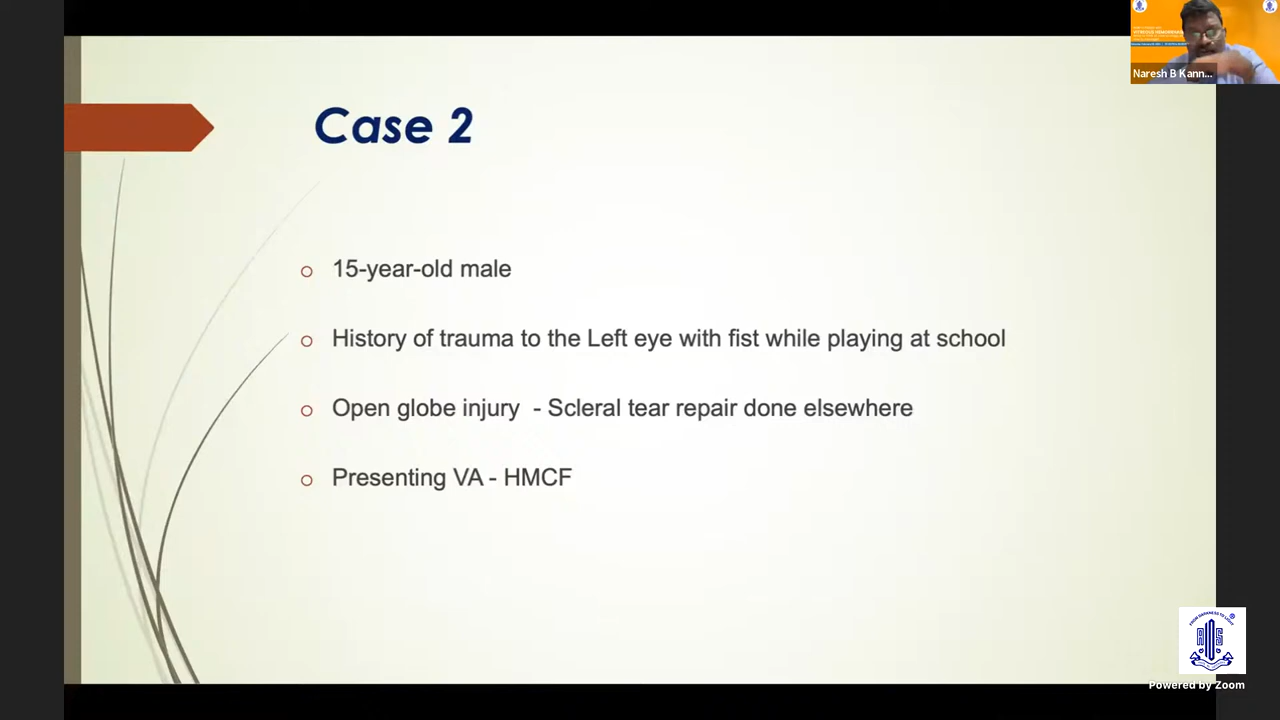 Case 2
15-year-old male
History of trauma to the Left eye with fist while playing at school
Open globe injury - Scleral tear repair done elsewhere
Presenting VA - HMCF
Naresh B Kann...
Powered by Zoom